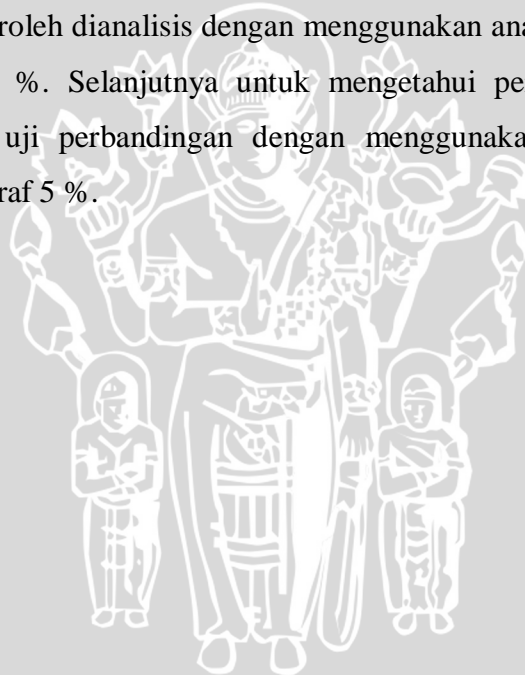 roleh dianalisis dengan menggunakan ana
%. Selanjutnya untuk mengetahui pe
uji perbandingan dengan menggunaka
raf 5 %.